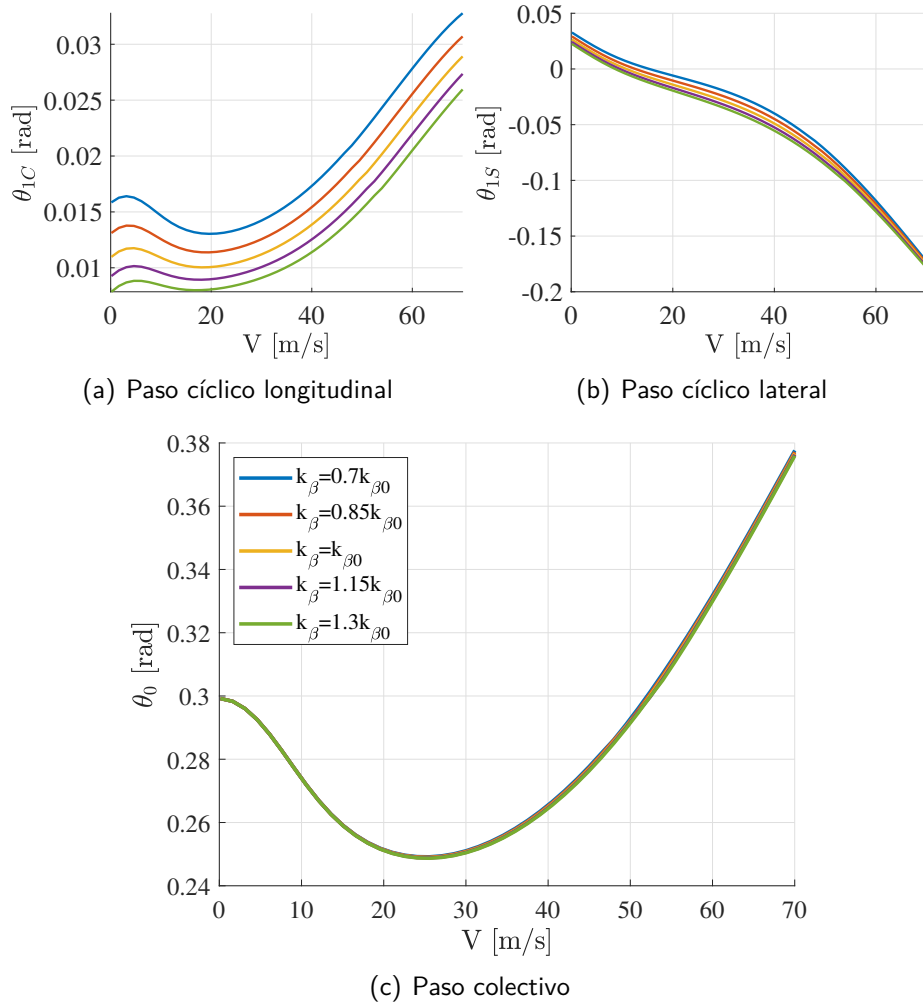 0.03
0.025
0.02
0.015
0.01
θ1C [rad]
0 20 40 60
V [m/s]
(a) Paso cíclico longitudinal
0.05
0
-0.05
-0.1
-0.15
-0.2
θ1S [rad]
0 20 40 60
V [m/s]
(b) Paso cíclico lateral
0.38
0.36
0.34
0.32
0.3
0.28
0.26
0.24
θ0 [rad]
kβ=0.7kβ0
kβ=0.85kβ0
kβ=kβ0
kβ=1.15kβ0
kβ=1.3kβ0
0 10 20 30 40 50 60 70
V [m/s]
(c) Paso colectivo